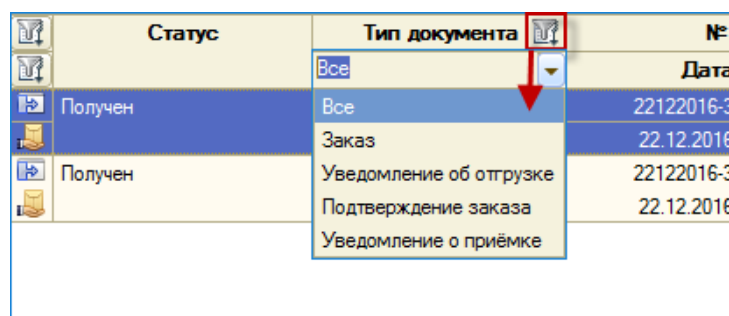 Статус Тип документа №
Все Дата
Получен Все 22122016-3
Заказ 22.12.2016
Получен Уведомление об отгрузке 22122016-3
Подтверждение заказа 22.12.2016
Уведомление о приёмке